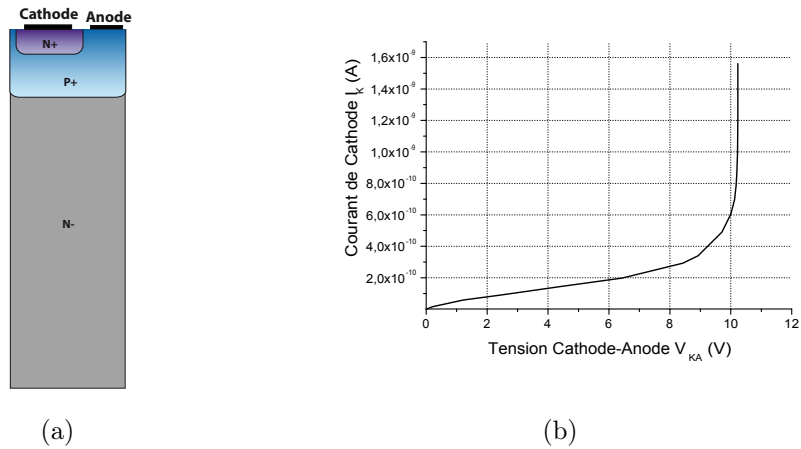 Cathode Anode
N+
P+
N-
(a)
Courant de Cathode I_K (A)
1,6x10⁻⁹
1,4x10⁻⁹
1,2x10⁻⁹
1,0x10⁻⁹
8,0x10⁻¹⁰
6,0x10⁻¹⁰
4,0x10⁻¹⁰
2,0x10⁻¹⁰
0 2 4 6 8 10 12
Tension Cathode-Anode V_KA (V)
(b)